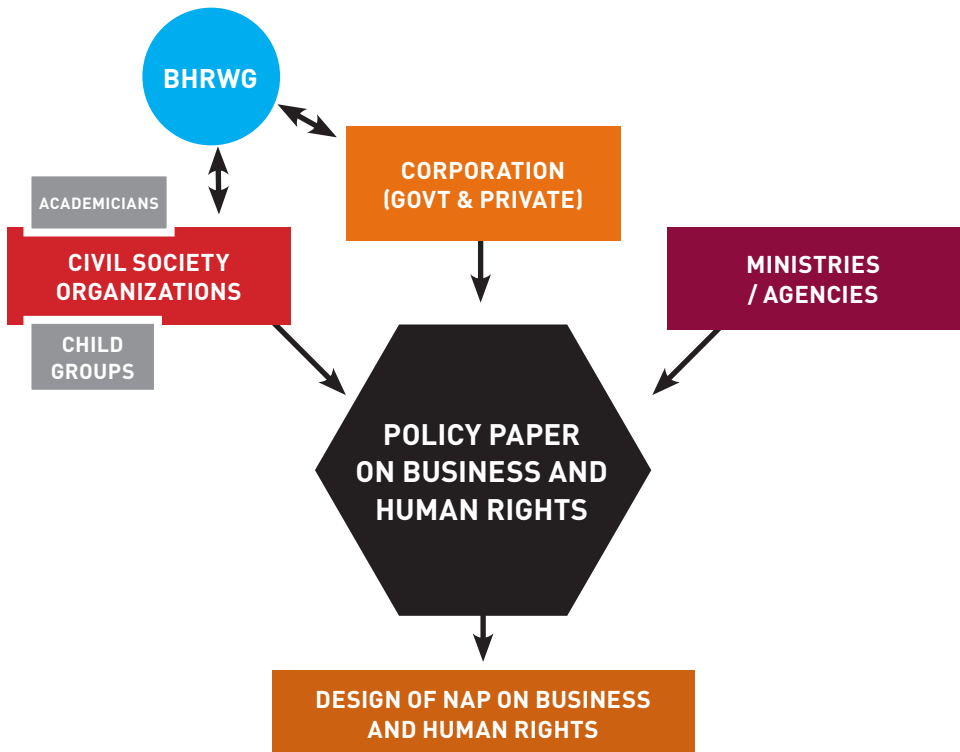 BHRWG
CORPORATION
(GOVT & PRIVATE)
ACADEMICIANS
CIVIL SOCIETY
ORGANIZATIONS
MINISTRIES
/ AGENCIES
CHILD
GROUPS
POLICY PAPER
ON BUSINESS AND
HUMAN RIGHTS
DESIGN OF NAP ON BUSINESS
AND HUMAN RIGHTS